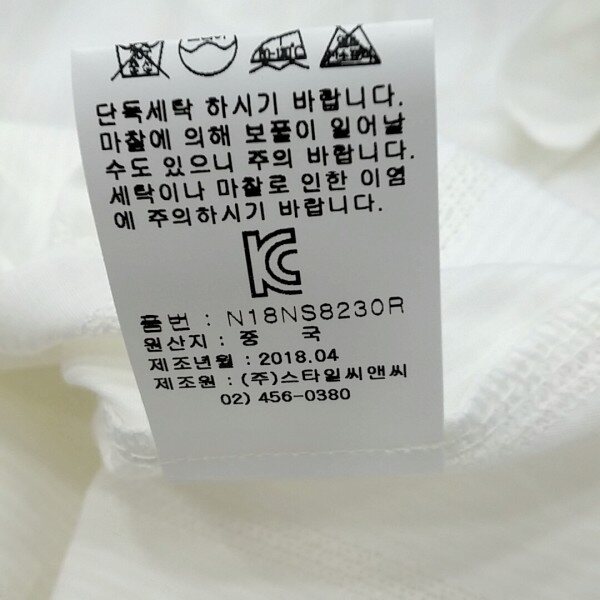 단독세탁 하시기 바랍니다.
마찰에 의해 보풀이 일어날
수도 있으니 주의 바랍니다.
세탁이나 마찰로 인한 이염
에 주의하시기 바랍니다.
품번 : N18NS8230R
원산지 : 중 국
제조년월 : 2018.04
제조원 : (주)스타일씨앤씨
02) 456-0380